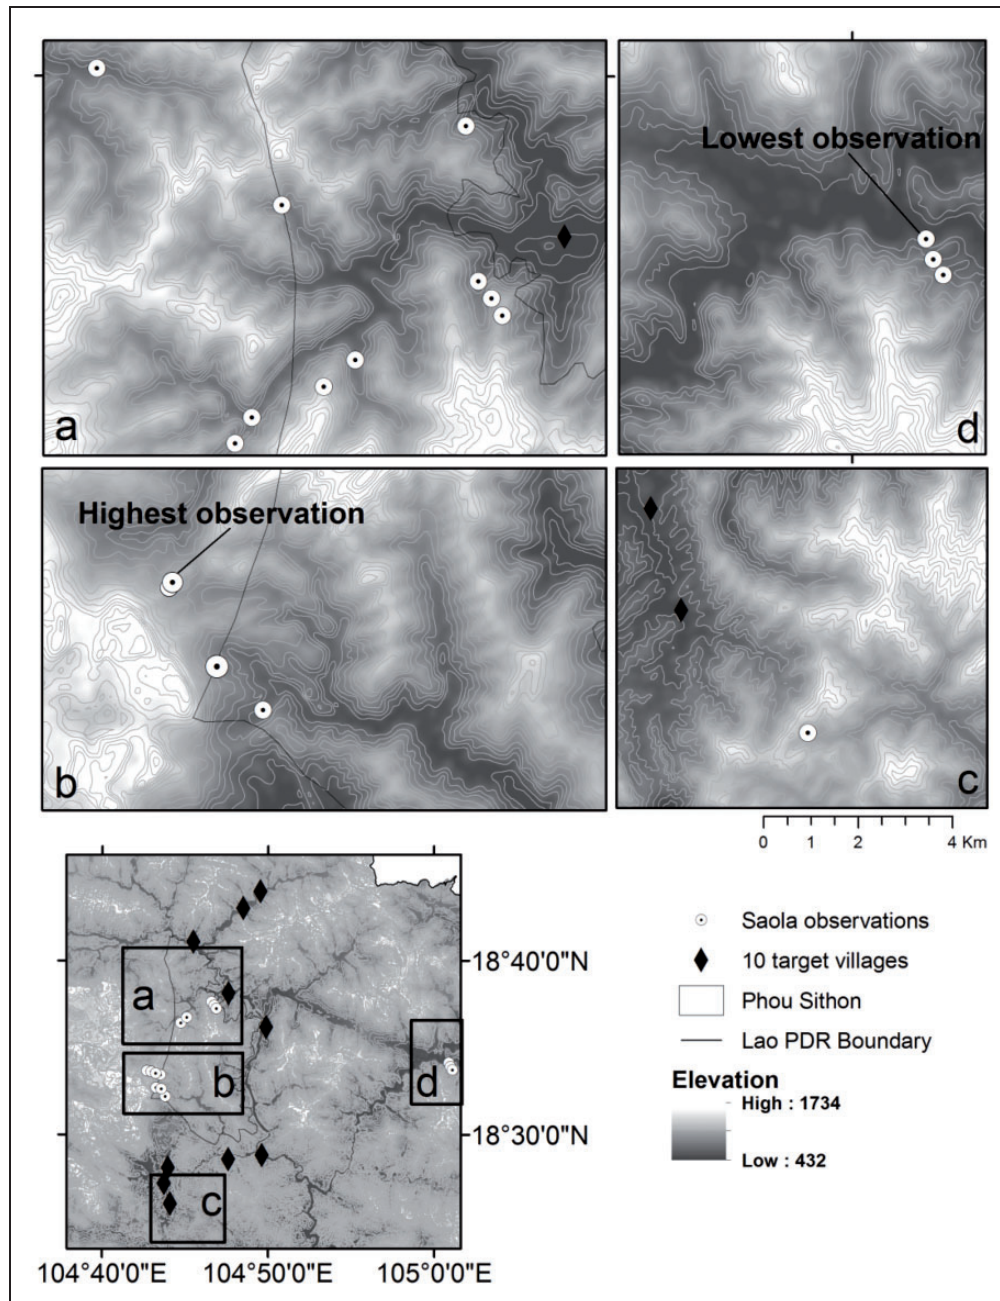 a
Lowest observation
d
Highest observation
b
c
0 1 2 4 Km
a
b
c
d
18°40'0"N
18°30'0"N
104°40'0"E 104°50'0"E 105°0'0"E
Saola observations
10 target villages
Phou Sithon
Lao PDR Boundary
Elevation
High : 1734
Low : 432